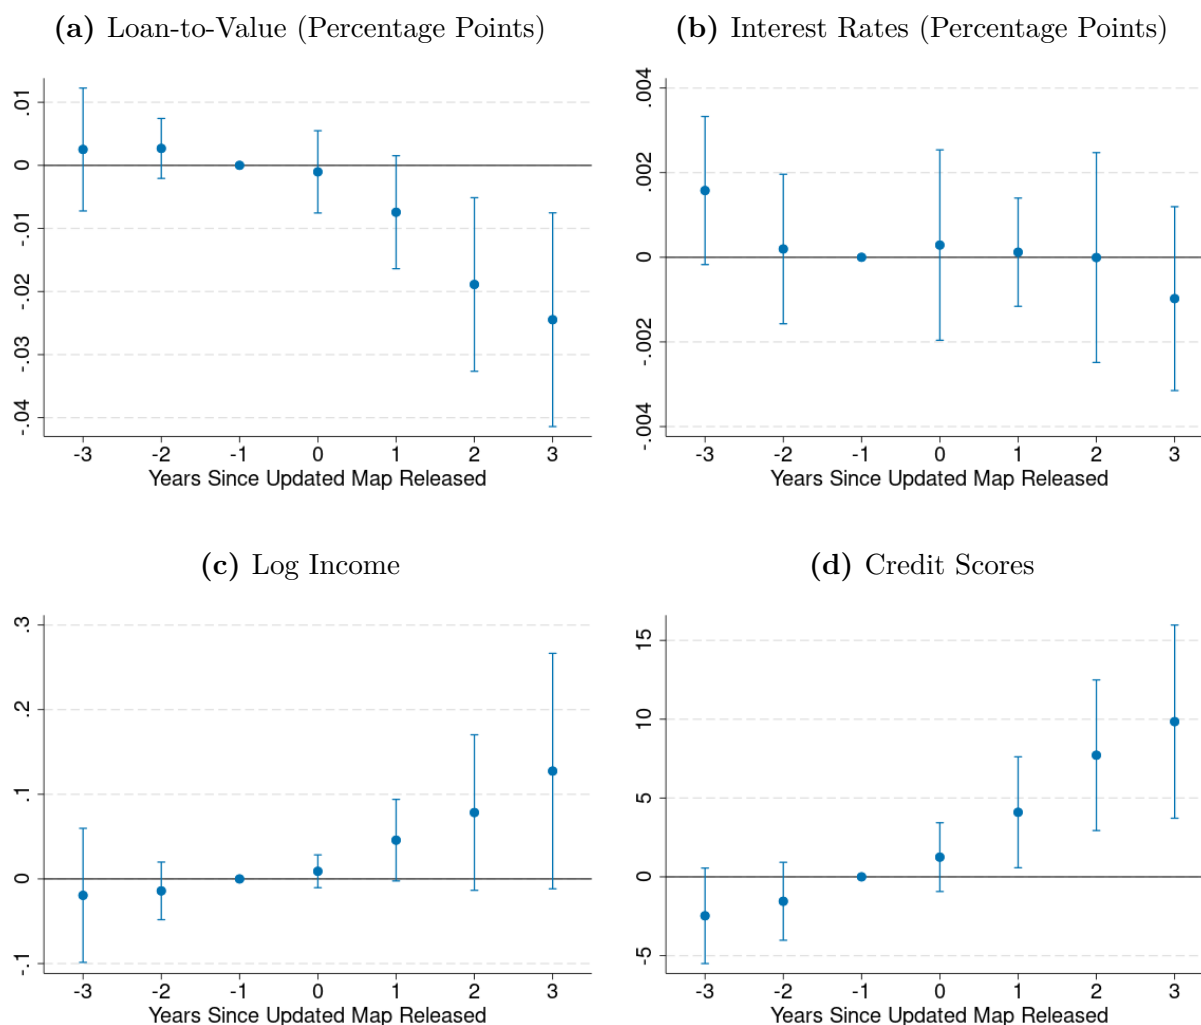 (a) Loan-to-Value (Percentage Points)
.01
0
-.01
-.02
-.03
-.04
-3 -2 -1 0 1 2 3
Years Since Updated Map Released
(b) Interest Rates (Percentage Points)
.004
.002
0
-.002
-.004
-3 -2 -1 0 1 2 3
Years Since Updated Map Released
(c) Log Income
.3
.2
.1
0
-.1
-3 -2 -1 0 1 2 3
Years Since Updated Map Released
(d) Credit Scores
15
10
5
0
-5
-3 -2 -1 0 1 2 3
Years Since Updated Map Released